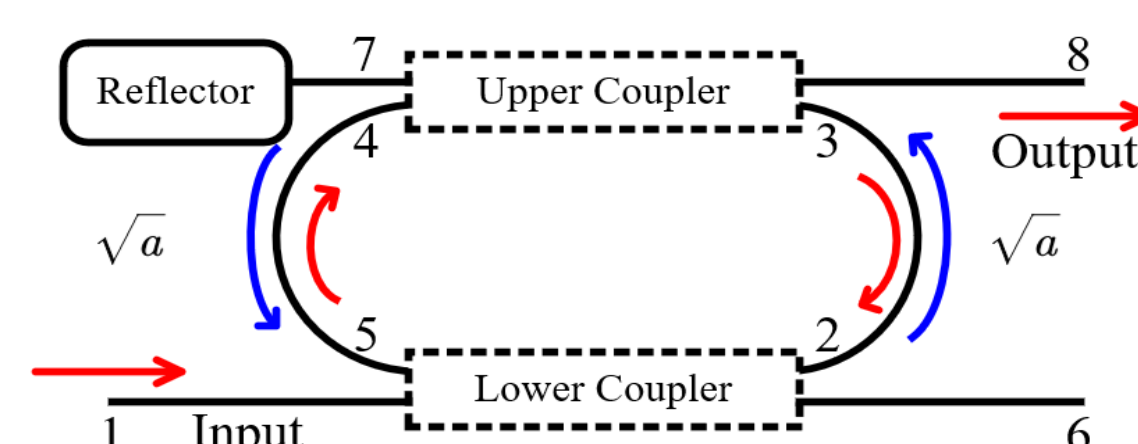 7
8
Reflector
Upper Coupler
4
3
Output
√a
√a
5
2
Lower Coupler
1
Input
6